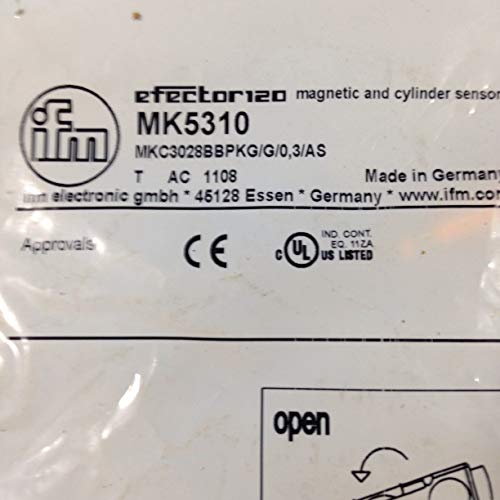 ifm
efector120 magnetic and cylinder sensor
MK5310
MKC3028BBPKG/G/0,3/AS
T AC 1108 Made in Germany
ifm electronic gmbh * 45128 Essen * Germany * www.ifm.com
Approvals CE c UL US LISTED
IND. CONT.
EQ. 11ZA
open